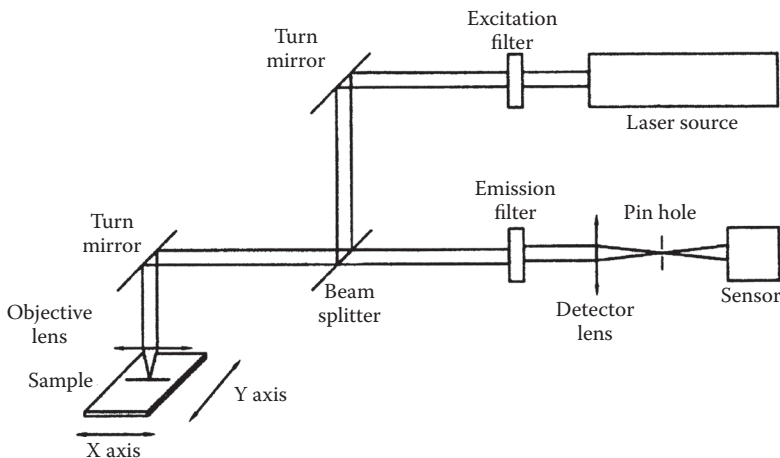 Excitation
filter
Turn
mirror
Laser source
Emission
filter
Pin hole
Turn
mirror
Beam
splitter
Detector
lens
Sensor
Objective
lens
Sample
Y axis
X axis